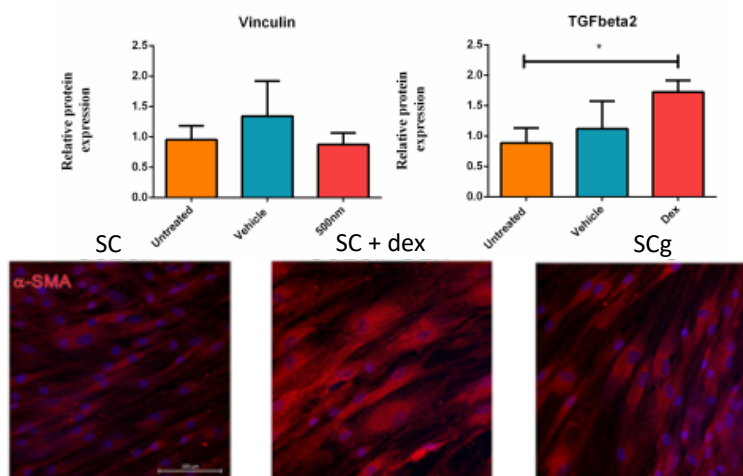 Vinculin
Relative protein
expression
2.5
2.0
1.5
1.0
0.5
0.0
Untreated
Vehicle
500nm
TGFbeta2
*
Relative protein
expression
2.5
2.0
1.5
1.0
0.5
0.0
Untreated
Vehicle
Dex
SC
SC + dex
SCg
α-SMA